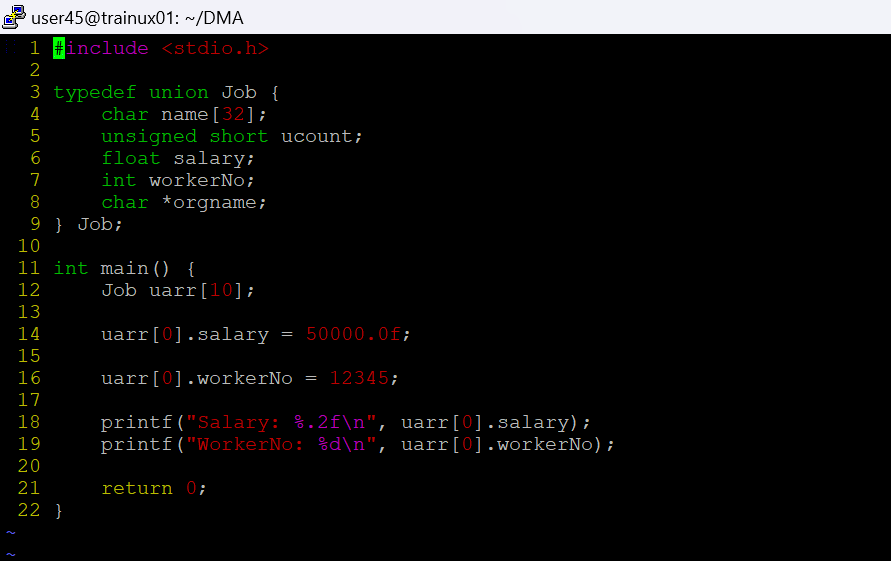 user45@trainux01: ~/DMA
1 #include <stdio.h>
2
3 typedef union Job {
4     char name[32];
5     unsigned short ucount;
6     float salary;
7     int workerNo;
8     char *orgname;
9 } Job;
10
11 int main() {
12     Job uarr[10];
13
14     uarr[0].salary = 50000.0f;
15
16     uarr[0].workerNo = 12345;
17
18     printf("Salary: %.2f\n", uarr[0].salary);
19     printf("WorkerNo: %d\n", uarr[0].workerNo);
20
21     return 0;
22 }
~
~